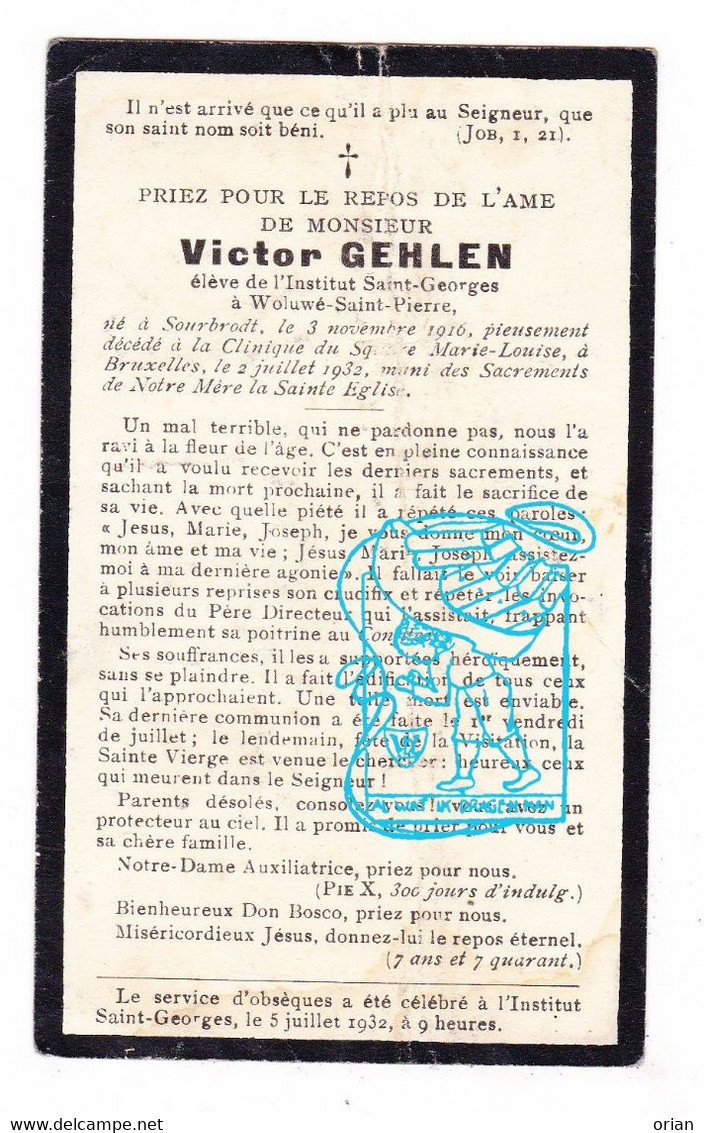 Il n'est arrivé que ce qu'il a plu au Seigneur, que
son saint nom soit béni. (JOB, 1, 21).
PRIEZ POUR LE REPOS DE L'AME
DE MONSIEUR
Victor GEHLEN
élève de l'Institut Saint-Georges
à Woluwé-Saint-Pierre,
né à Sourbrodt, le 3 novembre 1916, pieusement
décédé à la Clinique du Square Marie-Louise, à
Bruxelles, le 2 juillet 1932, muni des Sacrements
de Notre Mère la Sainte Eglise.
Un mal terrible, qui ne pardonne pas, nous l'a
ravi à la fleur de l'âge. C'est en pleine connaissance
qu'il a voulu recevoir les derniers sacrements, et
sachant la mort prochaine, il a fait le sacrifice de
sa vie. Avec quelle piété il a répété ces paroles :
« Jesus, Marie, Joseph, je vous donne mon cœur,
mon âme et ma vie ; Jésus, Marie, Joseph, assistez-
moi à ma dernière agonie». Il fallait le voir baiser
à plusieurs reprises son crucifix et répéter les invo-
cations du Père Directeur qui l'assistait, frappant
humblement sa poitrine au
Ses souffrances, il les a supportées héroïquement,
sans se plaindre. Il a fait l'édification de tous ceux
qui l'approchaient. Une telle mort est enviable.
Sa dernière communion a été faite le 1er vendredi
de juillet ; le lendemain, fête de la Visitation, la
Sainte Vierge est venue le chercher : heureux ceux
qui meurent dans le Seigneur !
Parents désolés, consolez-vous ! vous avez un
protecteur au ciel. Il a promis de prier pour vous et
sa chère famille.
Notre-Dame Auxiliatrice, priez pour nous.
(PIE X, 300 jours d'indulg.)
Bienheureux Don Bosco, priez pour nous.
Miséricordieux Jésus, donnez-lui le repos éternel.
(7 ans et 7 quarant.)
Le service d'obsèques a été célébré à l'Institut
Saint-Georges, le 5 juillet 1932, à 9 heures.
delcampe.net
orian